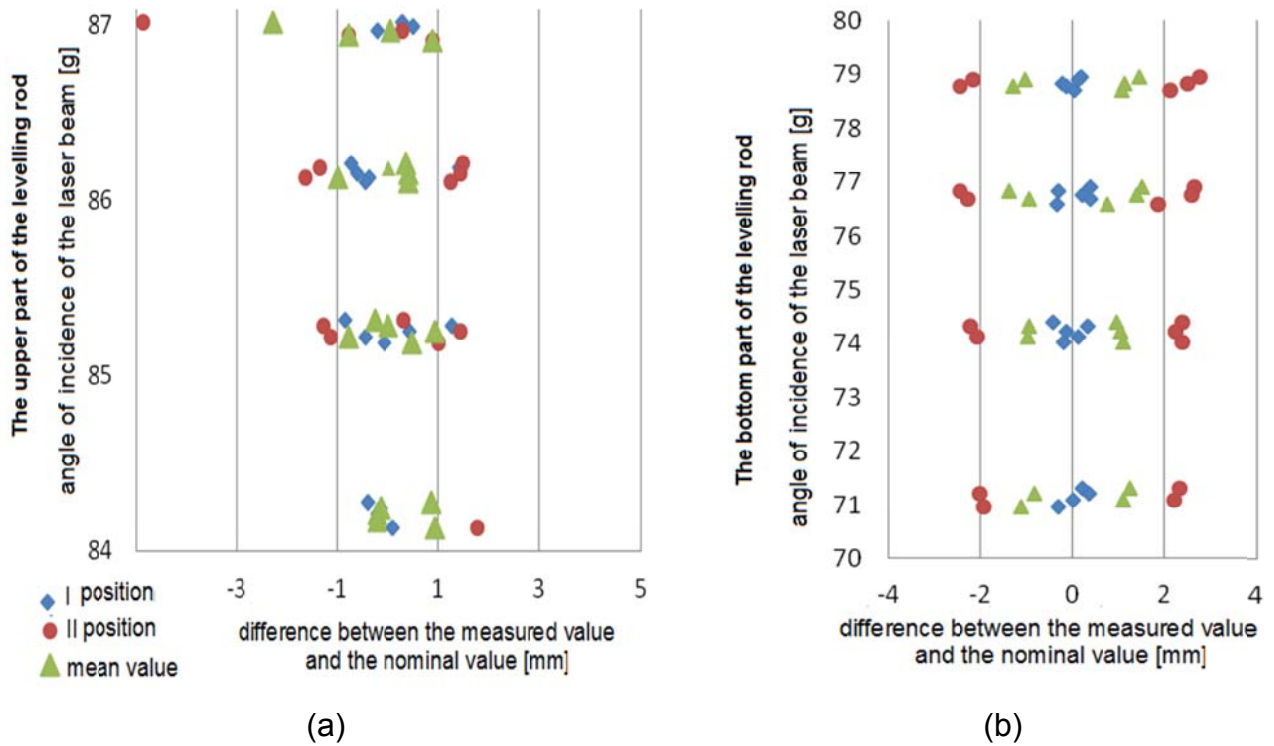 The upper part of the levelling rod
angle of incidence of the laser beam [g]
87
86
85
84
-3
-1
1
3
5
difference between the measured value
and the nominal value [mm]
I position
II position
mean value
(a)
The bottom part of the levelling rod
angle of incidence of the laser beam [g]
80
79
78
77
76
75
74
73
72
71
70
-4
-2
0
2
4
difference between the measured value
and the nominal value [mm]
(b)